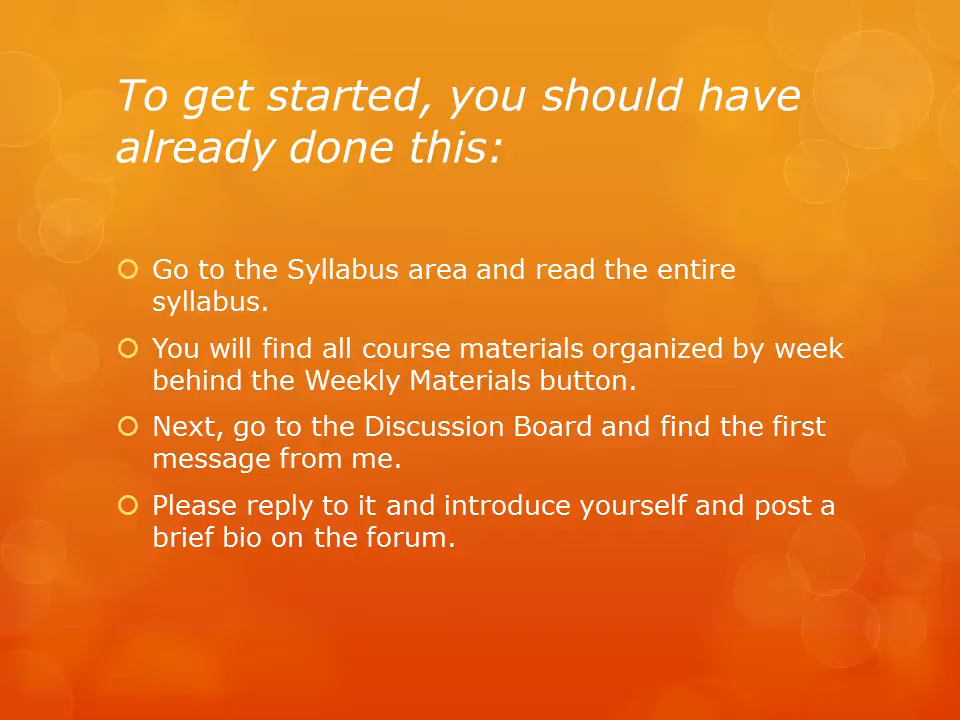 To get started, you should have
already done this:
Go to the Syllabus area and read the entire
syllabus.
You will find all course materials organized by week
behind the Weekly Materials button.
Next, go to the Discussion Board and find the first
message from me.
Please reply to it and introduce yourself and post a
brief bio on the forum.